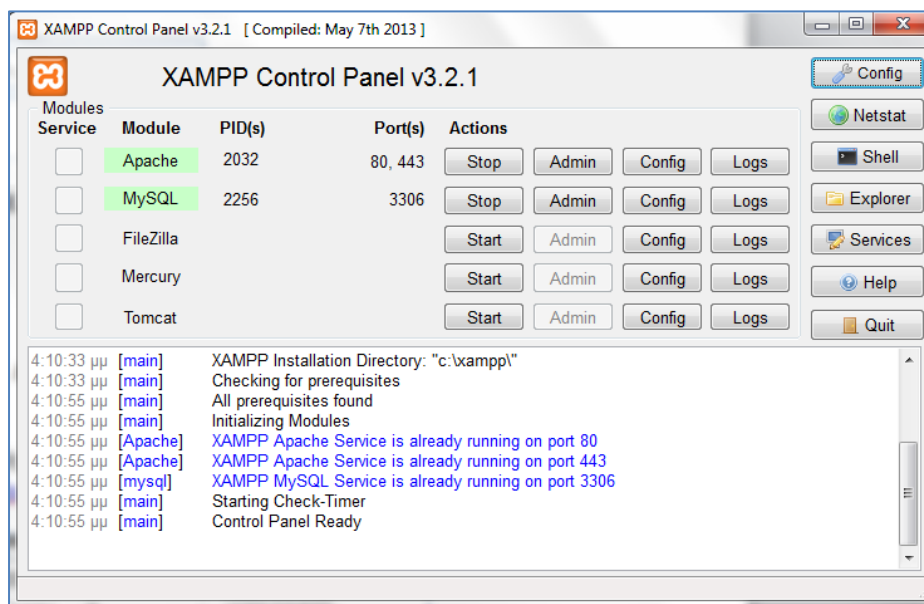 XAMPP Control Panel v3.2.1 [ Compiled: May 7th 2013 ]
XAMPP Control Panel v3.2.1
Config
Modules
Netstat
Service Module PID(s) Port(s) Actions
Apache 2032 80, 443 Stop Admin Config Logs
Shell
MySQL 2256 3306 Stop Admin Config Logs
Explorer
FileZilla Start Admin Config Logs
Services
Mercury Start Admin Config Logs
Help
Tomcat Start Admin Config Logs
Quit
4:10:33 μμ [main] XAMPP Installation Directory: "c:\xampp\"
4:10:33 μμ [main] Checking for prerequisites
4:10:55 μμ [main] All prerequisites found
4:10:55 μμ [main] Initializing Modules
4:10:55 μμ [Apache] XAMPP Apache Service is already running on port 80
4:10:55 μμ [Apache] XAMPP Apache Service is already running on port 443
4:10:55 μμ [mysql] XAMPP MySQL Service is already running on port 3306
4:10:55 μμ [main] Starting Check-Timer
4:10:55 μμ [main] Control Panel Ready